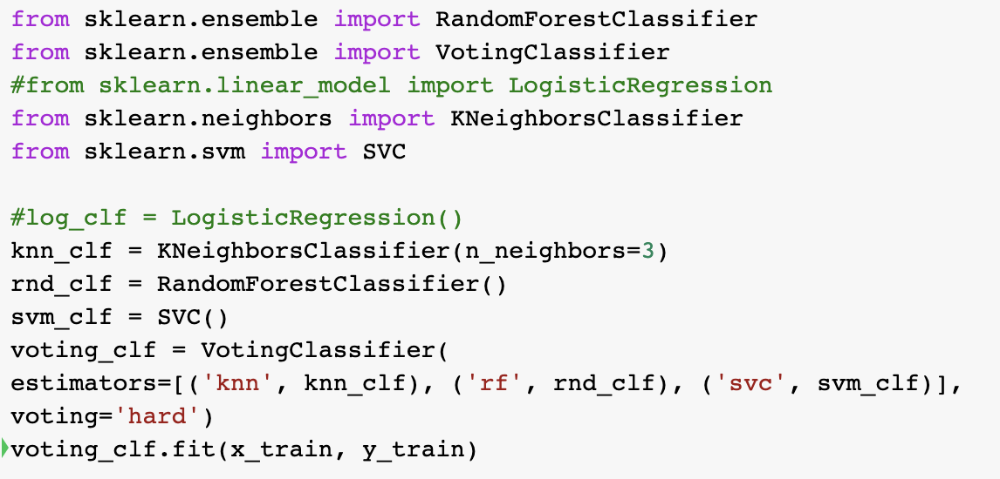 from sklearn.ensemble import RandomForestClassifier
from sklearn.ensemble import VotingClassifier
#from sklearn.linear_model import LogisticRegression
from sklearn.neighbors import KNeighborsClassifier
from sklearn.svm import SVC
#log_clf = LogisticRegression()
knn_clf = KNeighborsClassifier(n_neighbors=3)
rnd_clf = RandomForestClassifier()
svm_clf = SVC()
voting_clf = VotingClassifier(
estimators=[('knn', knn_clf), ('rf', rnd_clf), ('svc', svm_clf)],
voting='hard')
voting_clf.fit(x_train, y_train)